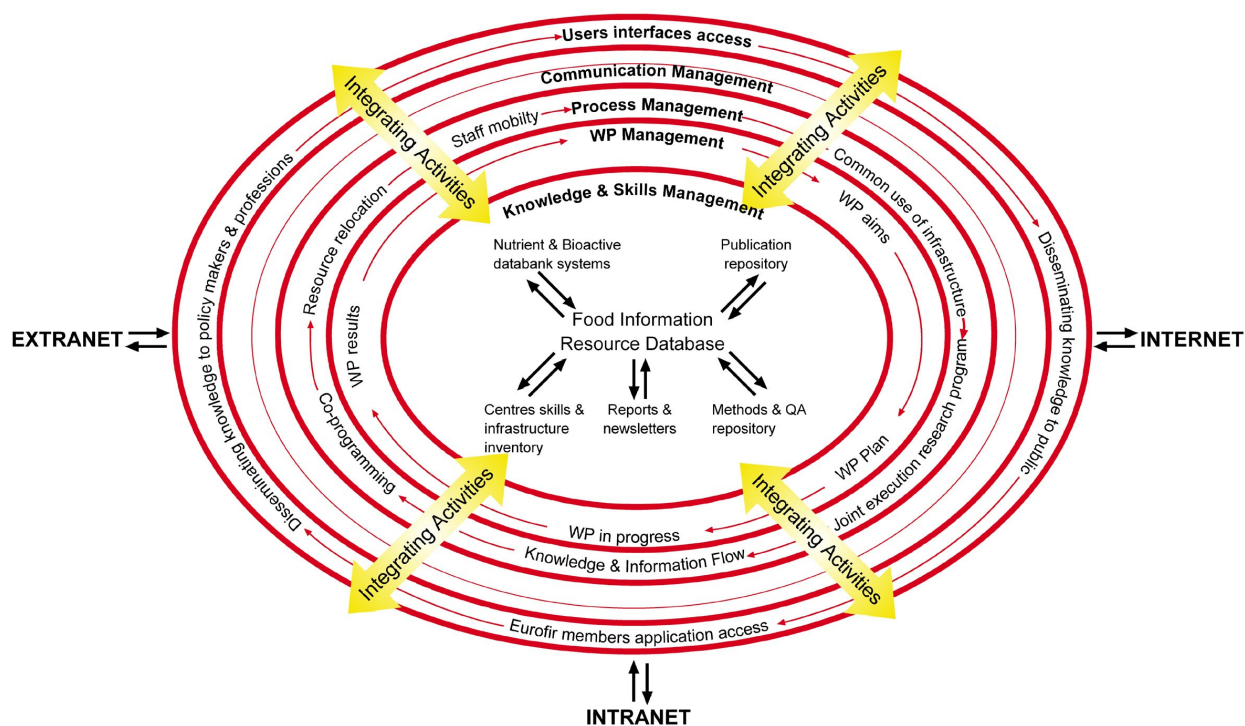 Users interfaces access
Communication Management
Process Management
WP Management
Knowledge & Skills Management
Integrating Activities
Integrating Activities
Staff mobilty
Common use of infrastructure
Resource relocation
WP aims
Disseminating knowledge to policy makers & professions
Disseminating knowledge to public
Nutrient & Bioactive
databank systems
Publication
repository
Food Information
Resource Database
EXTRANET
INTERNET
WP results
Co-programming
Joint execution research program
Centres skills &
infrastructure
inventory
Reports &
newsletters
Methods & QA
repository
WP Plan
Integrating Activities
Integrating Activities
WP in progress
Knowledge & Information Flow
Eurofir members application access
INTRANET